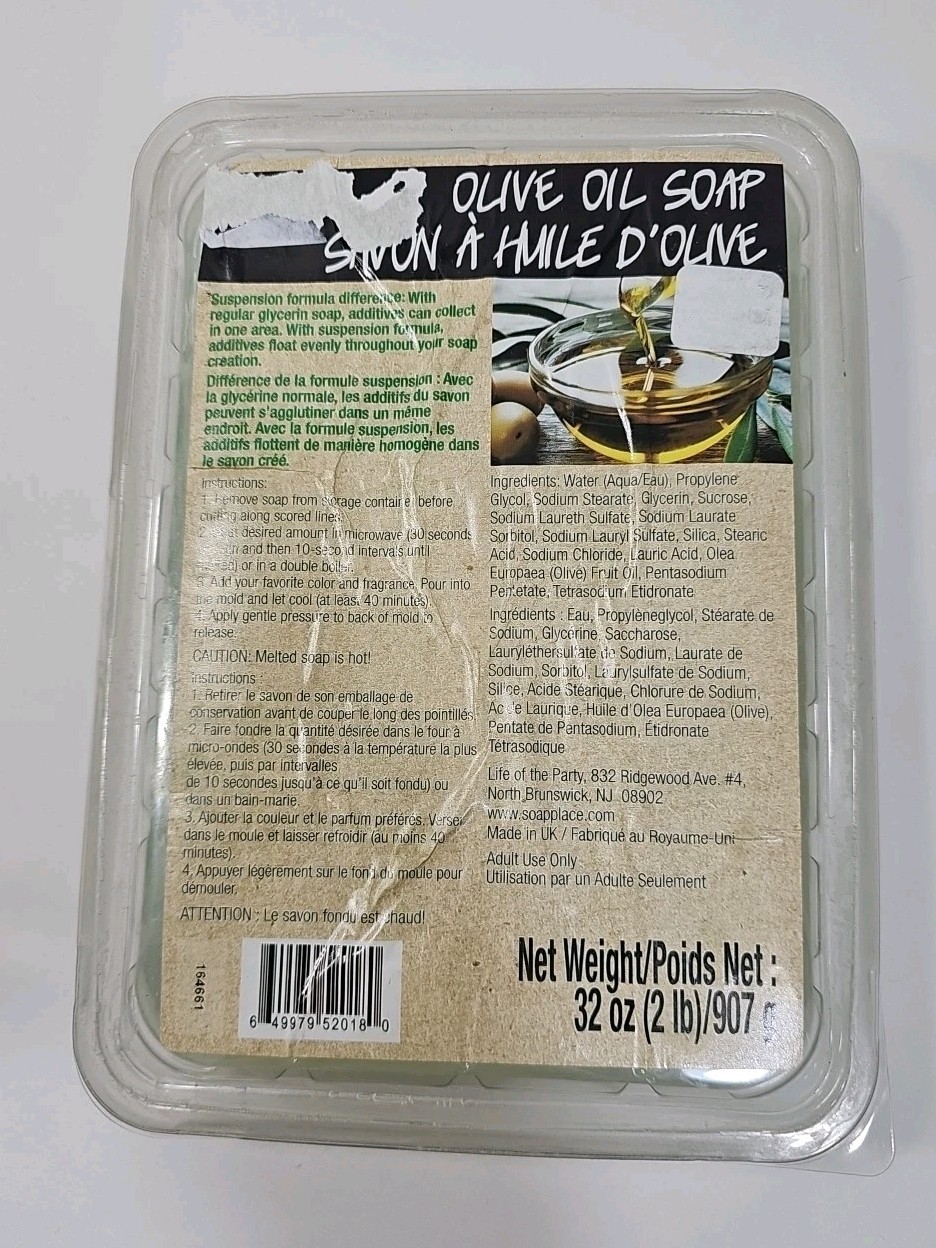 OLIVE OIL SOAP
SAVON À HUILE D'OLIVE
*Suspension formula difference: With
regular glycerin soap, additives can collect
in one area. With suspension formula,
additives float evenly throughout your soap
creation.
Différence de la formule suspension : Avec
la glycérine normale, les additifs du savon
peuvent s'agglutiner dans un même
endroit. Avec la formule suspension, les
additifs flottent de manière homogène dans
le savon créé.
Instructions:
1. Remove soap from storage container before
cutting along scored lines.
desired amount in microwave (30 seconds
and then 10-second intervals until
or in a double boiler.
3. Add your favorite color and fragrance. Pour into
the mold and let cool (at least 40 minutes).
4. Apply gentle pressure to back of mold to
release.
CAUTION: Melted soap is hot!
Instructions
1. Retirer le savon de son emballage de
conservation avant de couper le long des pointillés.
2. Faire fondre la quantité désirée dans le four à
micro-ondes (30 secondes à la température la plus
élevée, puis par intervalles
de 10 secondes jusqu'à ce qu'il soit fondu) ou
dans un bain-marie.
3. Ajouter la couleur et le parfum préférés. Verser
dans le moule et laisser refroidir (au moins 40
minutes).
4. Appuyer légèrement sur le fond du moule pour
démouler.
ATTENTION : Le savon fondu est chaud!
164661
6 49979 52018 0
Ingredients: Water (Aqua/Eau), Propylene
Glycol, Sodium Stearate, Glycerin, Sucrose,
Sodium Laureth Sulfate, Sodium Laurate
Sorbitol, Sodium Lauryl Sulfate, Silica, Stearic
Acid, Sodium Chloride, Lauric Acid, Olea
Europaea (Olive) Fruit Oil, Pentasodium
Pentetate, Tetrasodium Etidronate
Ingrédients : Eau, Propylèneglycol, Stéarate de
Sodium, Glycérine, Saccharose,
Lauryléthersulfate de Sodium, Laurate de
Sodium, Sorbitol, Laurylsulfate de Sodium,
Silice, Acide Stéarique, Chlorure de Sodium,
Acide Laurique, Huile d'Olea Europaea (Olive),
Pentate de Pentasodium, Étidronate
Tétrasodique
Life of the Party, 832 Ridgewood Ave. #4,
North Brunswick, NJ 08902
www.soapplace.com
Made in UK / Fabriqué au Royaume-Uni
Adult Use Only
Utilisation par un Adulte Seulement
Net Weight/Poids Net :
32 oz (2 lb)/907 g